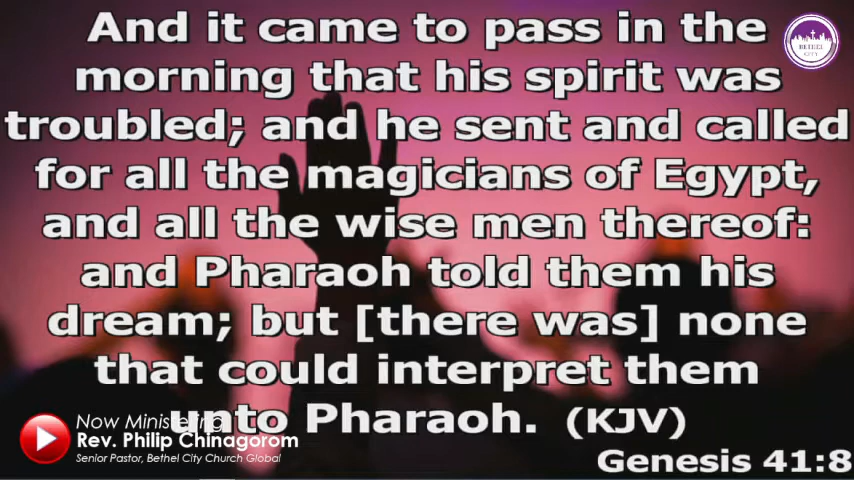 And it came to pass in the
morning that his spirit was
troubled; and he sent and called
for all the magicians of Egypt,
and all the wise men thereof:
and Pharaoh told them his
dream; but [there was] none
that could interpret them
unto Pharaoh. (KJV)
Genesis 41:8
Now Ministering
Rev. Philip Chinagorom
Senior Pastor, Bethel City Church Global
BETHEL
CITY